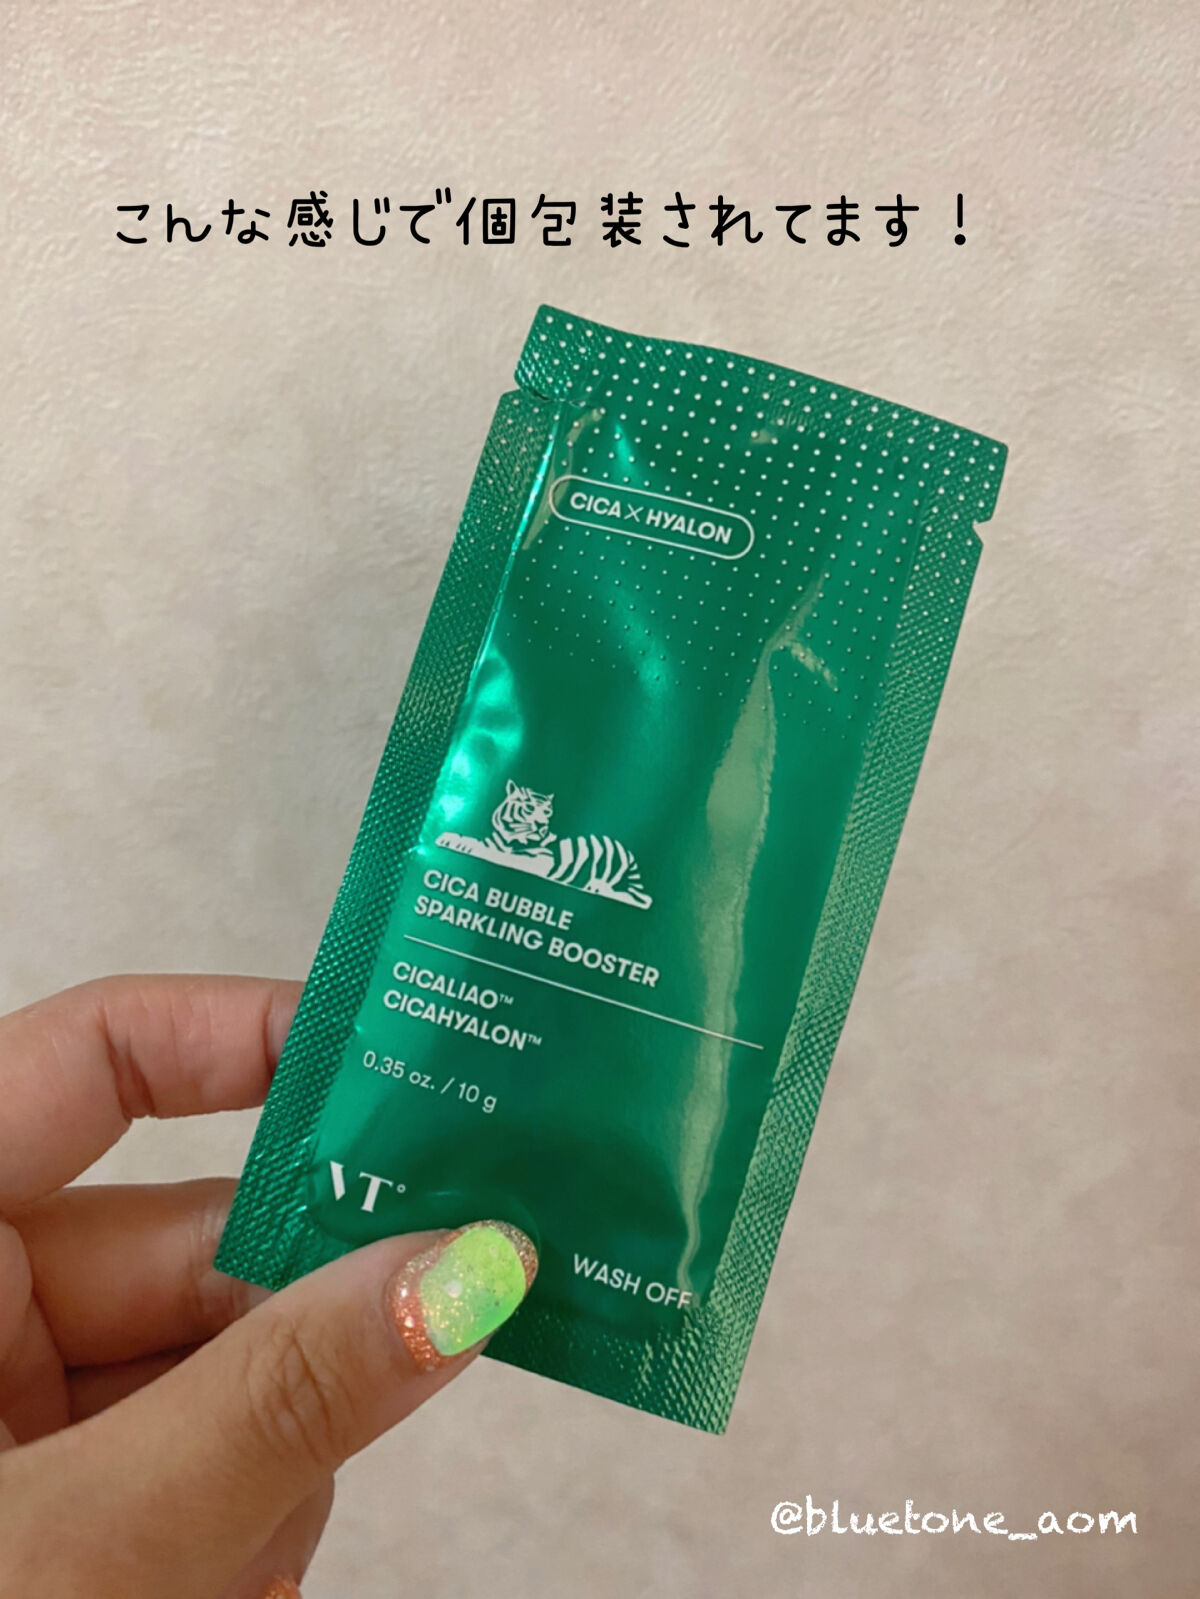 こんな感じで個包装されてます！
CICA×HYALON
CICA BUBBLE
SPARKLING BOOSTER
CICALIAO™
CICAHYALON™
0.35 oz. / 10 g
VT°
WASH OFF
@bluetone_aom